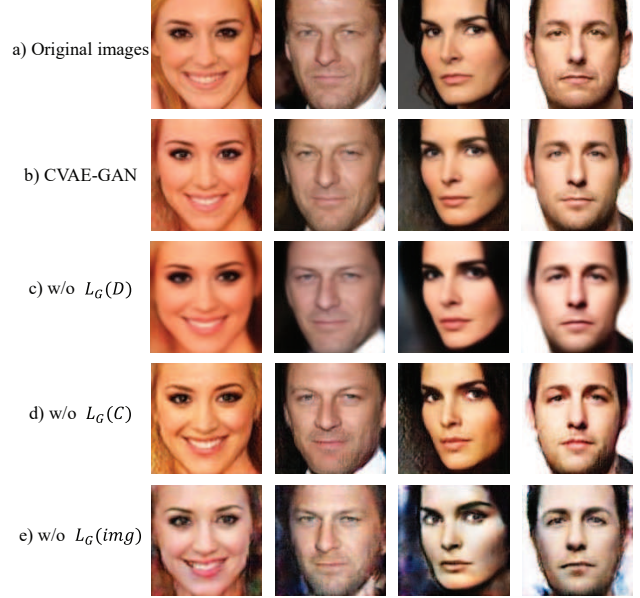 a) Original images
b) CVAE-GAN
c) w/o L_G(D)
d) w/o L_G(C)
e) w/o L_G(img)